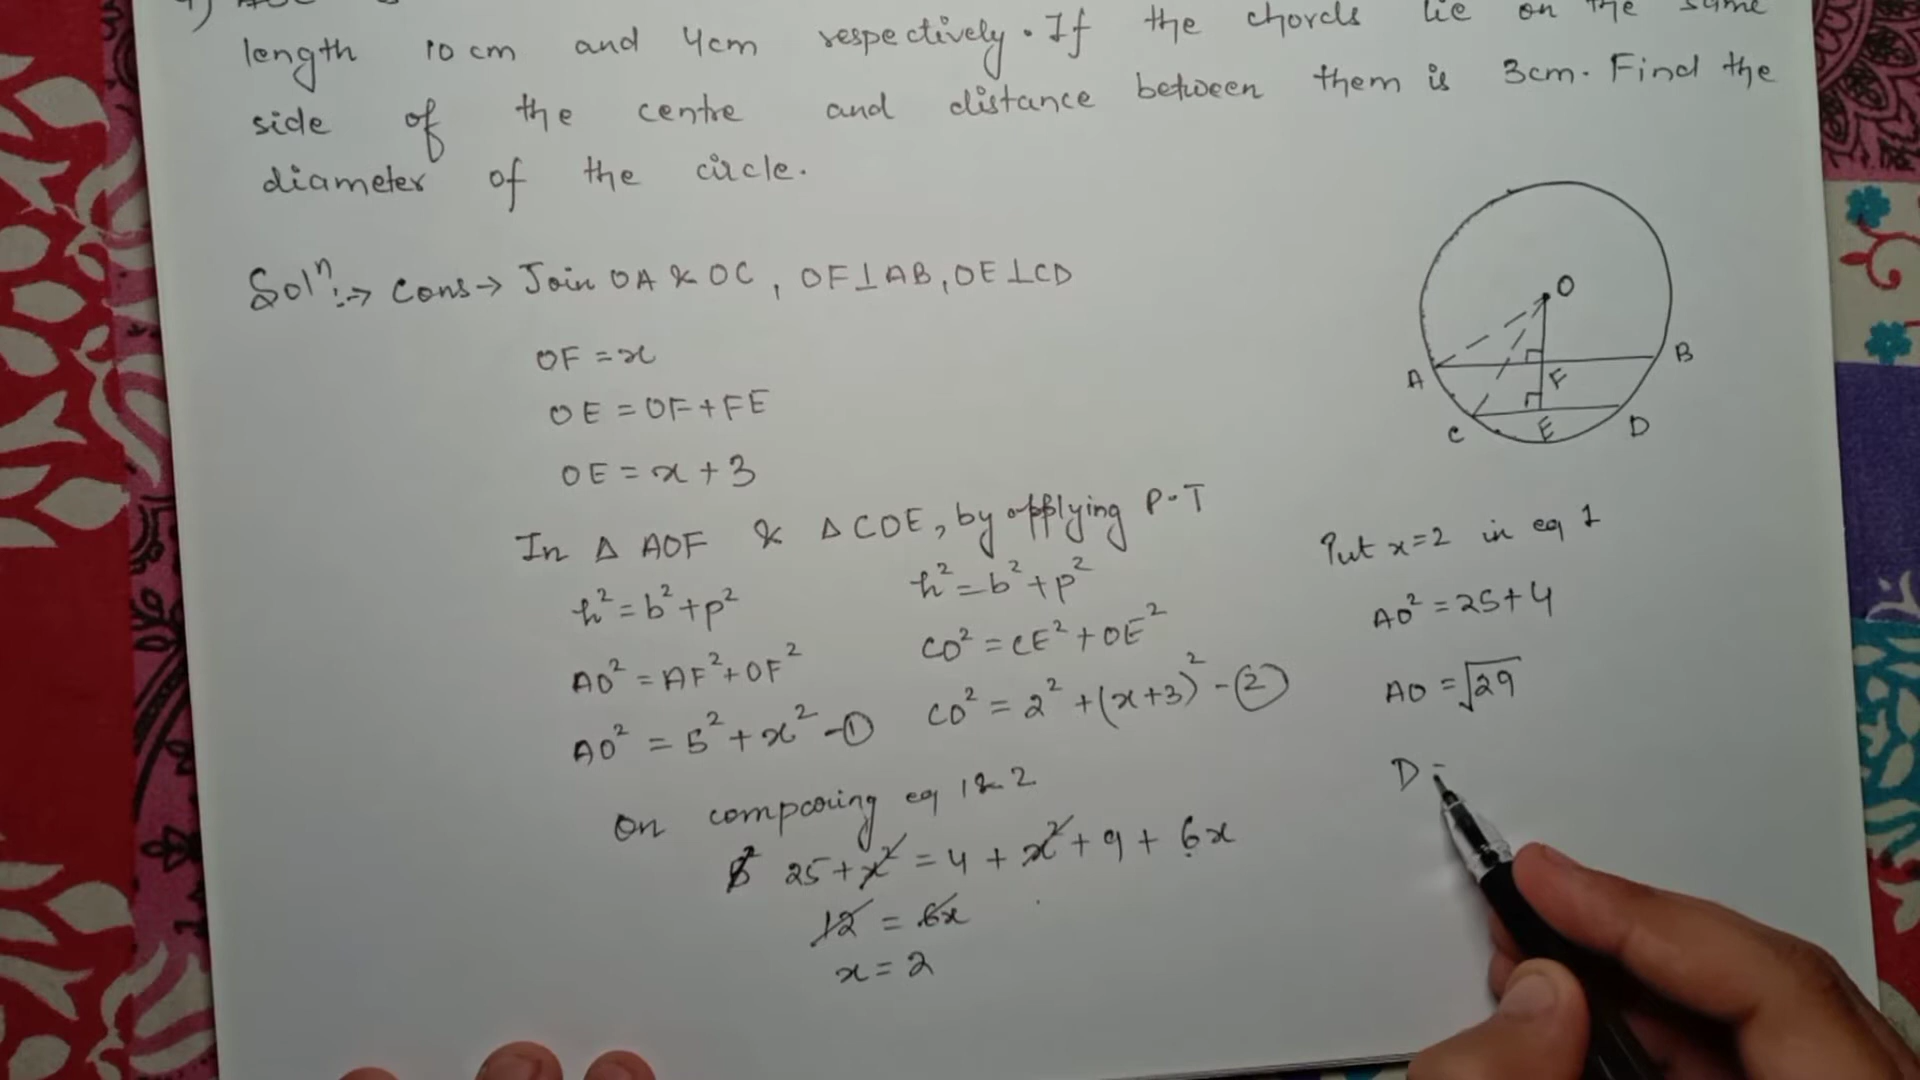 length 10 cm and 4cm respectively. If the chords lie on the same
side of the centre and distance between them is 3cm. Find the
diameter of the circle.
Solⁿ:→ Cons→ Join OA & OC, OF⊥AB, OE⊥CD
OF = x
OE = OF + FE
OE = x + 3
In △ AOF & △ COE, by applying P.T
h² = b² + p²
AO² = AF² + OF²
AO² = 5² + x² - ①
h² = b² + p²
CO² = CE² + OE²
CO² = 2² + (x+3)² - ②
On comparing eq 1 & 2
25 + x² = 4 + x² + 9 + 6x
12 = 6x
x = 2
O
A
B
F
C
E
D
Put x=2 in eq 1
AO² = 25 + 4
AO = √29
D =